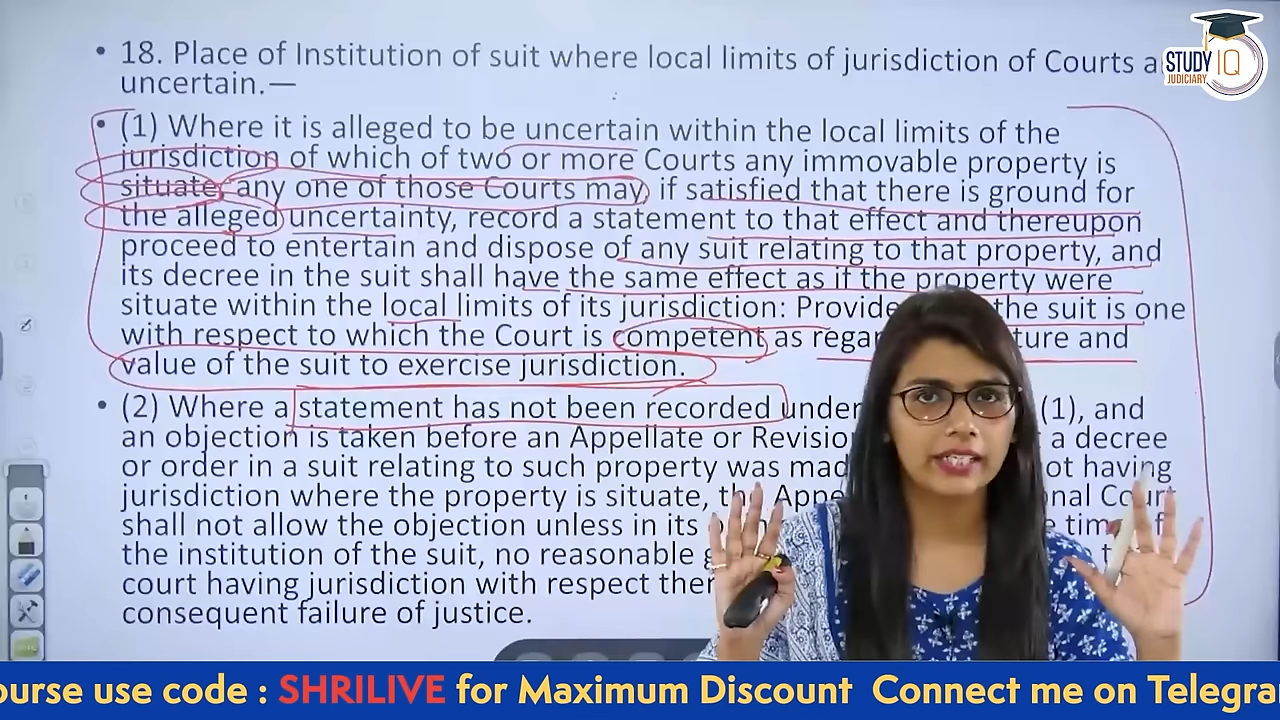 • 18. Place of Institution of suit where local limits of jurisdiction of Courts a
uncertain.—
STUDY IQ
JUDICIARY
• (1) Where it is alleged to be uncertain within the local limits of the
jurisdiction of which of two or more Courts any immovable property is
situate, any one of those Courts may, if satisfied that there is ground for
the alleged uncertainty, record a statement to that effect and thereupon
proceed to entertain and dispose of any suit relating to that property, and
its decree in the suit shall have the same effect as if the property were
situate within the local limits of its jurisdiction: Provide the suit is one
with respect to which the Court is competent as regar ture and
value of the suit to exercise jurisdiction.
• (2) Where a statement has not been recorded under (1), and
an objection is taken before an Appellate or Revisio a decree
or order in a suit relating to such property was mad ot having
jurisdiction where the property is situate, the Appe onal Court
shall not allow the objection unless in its time
the institution of the suit, no reasonable
court having jurisdiction with respect ther
consequent failure of justice.
ourse use code : SHRILIVE for Maximum Discount Connect me on Telegra